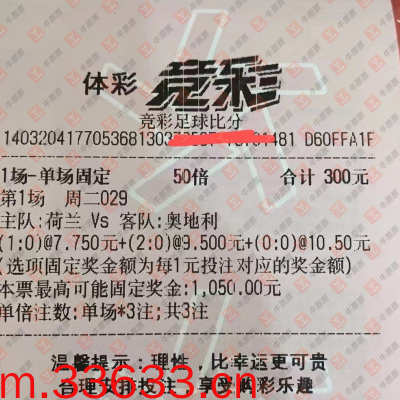 体彩 竞彩
竞彩足球比分
D60FFA1F
1场-单场固定 50倍 合计 300元
第1场 周二029
主队:荷兰 Vs 客队:奥地利
(1:0)@7.750元+(2:0)@9.500元+(0:0)@10.50元
(选项固定奖金额为每1元投注对应的奖金额)
本票最高可能固定奖金:1,050.00元
单倍注数:单场*3注;共3注
温馨提示:理性,比幸运更可贵
合理安排投注 享受购彩乐趣
m.33633.cn